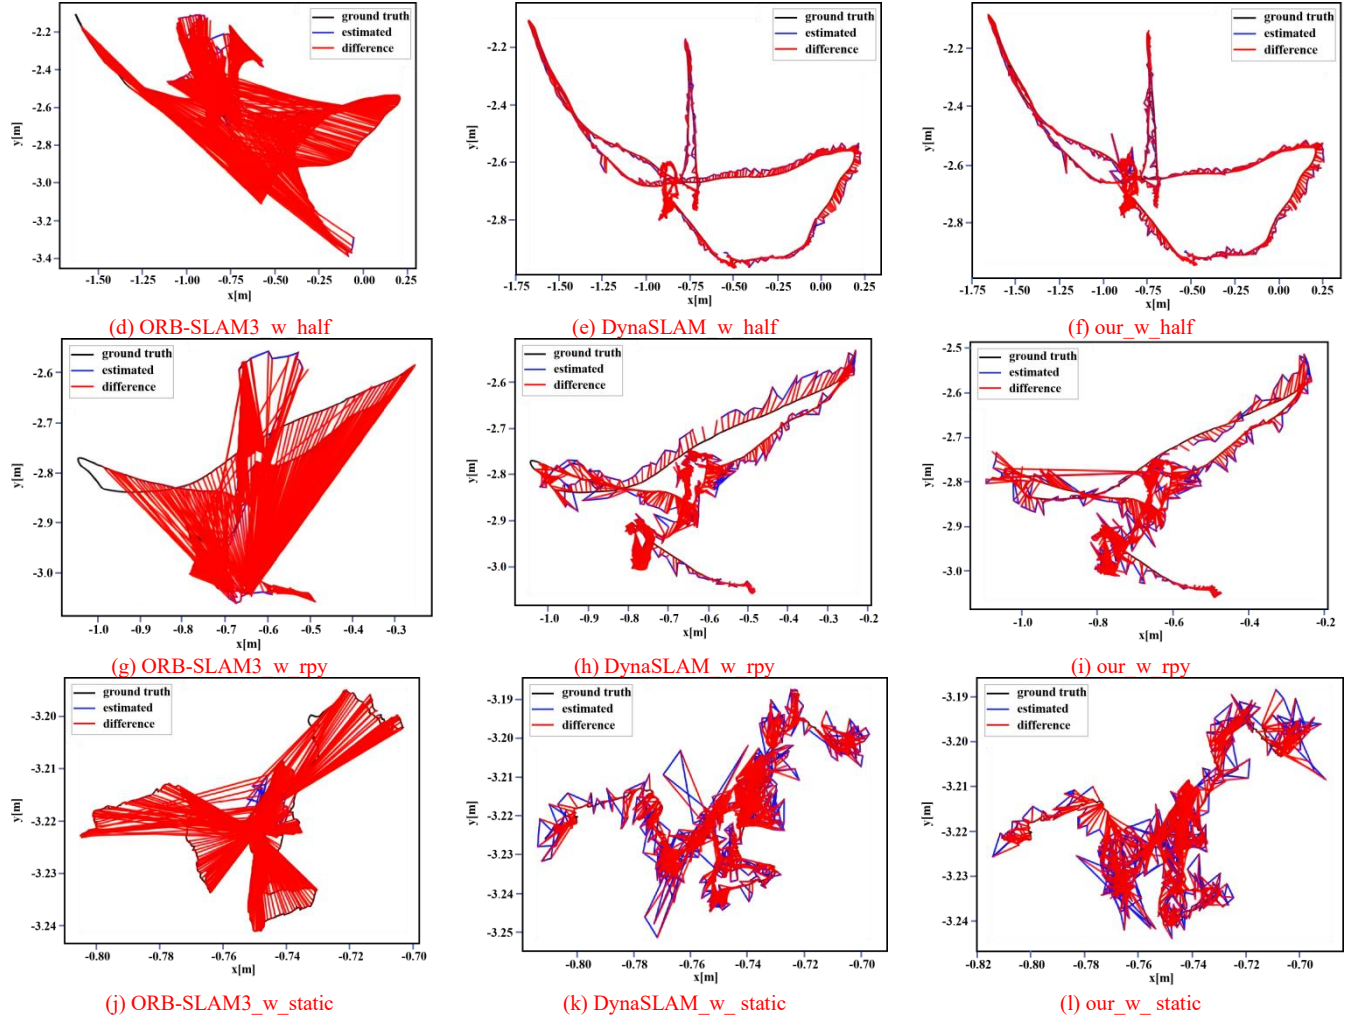 ground truth
estimated
difference
-2.2
-2.4
-2.6
-2.8
-3.0
-3.2
-3.4
y[m]
-1.50 -1.25 -1.00 -0.75 -0.50 -0.25 0.00 0.25
x[m]
(d) ORB-SLAM3_w_half
ground truth
estimated
difference
-2.2
-2.4
-2.6
-2.8
y[m]
-1.75 -1.50 -1.25 -1.00 -0.75 -0.50 -0.25 0.00 0.25
x[m]
(e) DynaSLAM_w_half
ground truth
estimated
difference
-2.2
-2.4
-2.6
-2.8
y[m]
-1.75 -1.50 -1.25 -1.00 -0.75 -0.50 -0.25 0.00 0.25
x[m]
(f) our_w_half
ground truth
estimated
difference
-2.6
-2.7
-2.8
-2.9
-3.0
y[m]
-1.0 -0.9 -0.8 -0.7 -0.6 -0.5 -0.4 -0.3
x[m]
(g) ORB-SLAM3_w_rpy
ground truth
estimated
difference
-2.6
-2.7
-2.8
-2.9
-3.0
y[m]
-1.0 -0.9 -0.8 -0.7 -0.6 -0.5 -0.4 -0.3 -0.2
x[m]
(h) DynaSLAM_w_rpy
ground truth
estimated
difference
-2.5
-2.6
-2.7
-2.8
-2.9
-3.0
y[m]
-1.0 -0.8 -0.6 -0.4 -0.2
x[m]
(i) our_w_rpy
ground truth
estimated
difference
-3.20
-3.21
-3.22
-3.23
-3.24
y[m]
-0.80 -0.78 -0.76 -0.74 -0.72 -0.70
x[m]
(j) ORB-SLAM3_w_static
ground truth
estimated
difference
-3.19
-3.20
-3.21
-3.22
-3.23
-3.24
-3.25
y[m]
-0.80 -0.78 -0.76 -0.74 -0.72 -0.70
x[m]
(k) DynaSLAM_w_ static
ground truth
estimated
difference
-3.19
-3.20
-3.21
-3.22
-3.23
-3.24
y[m]
-0.82 -0.80 -0.78 -0.76 -0.74 -0.72 -0.70
x[m]
(l) our_w_ static